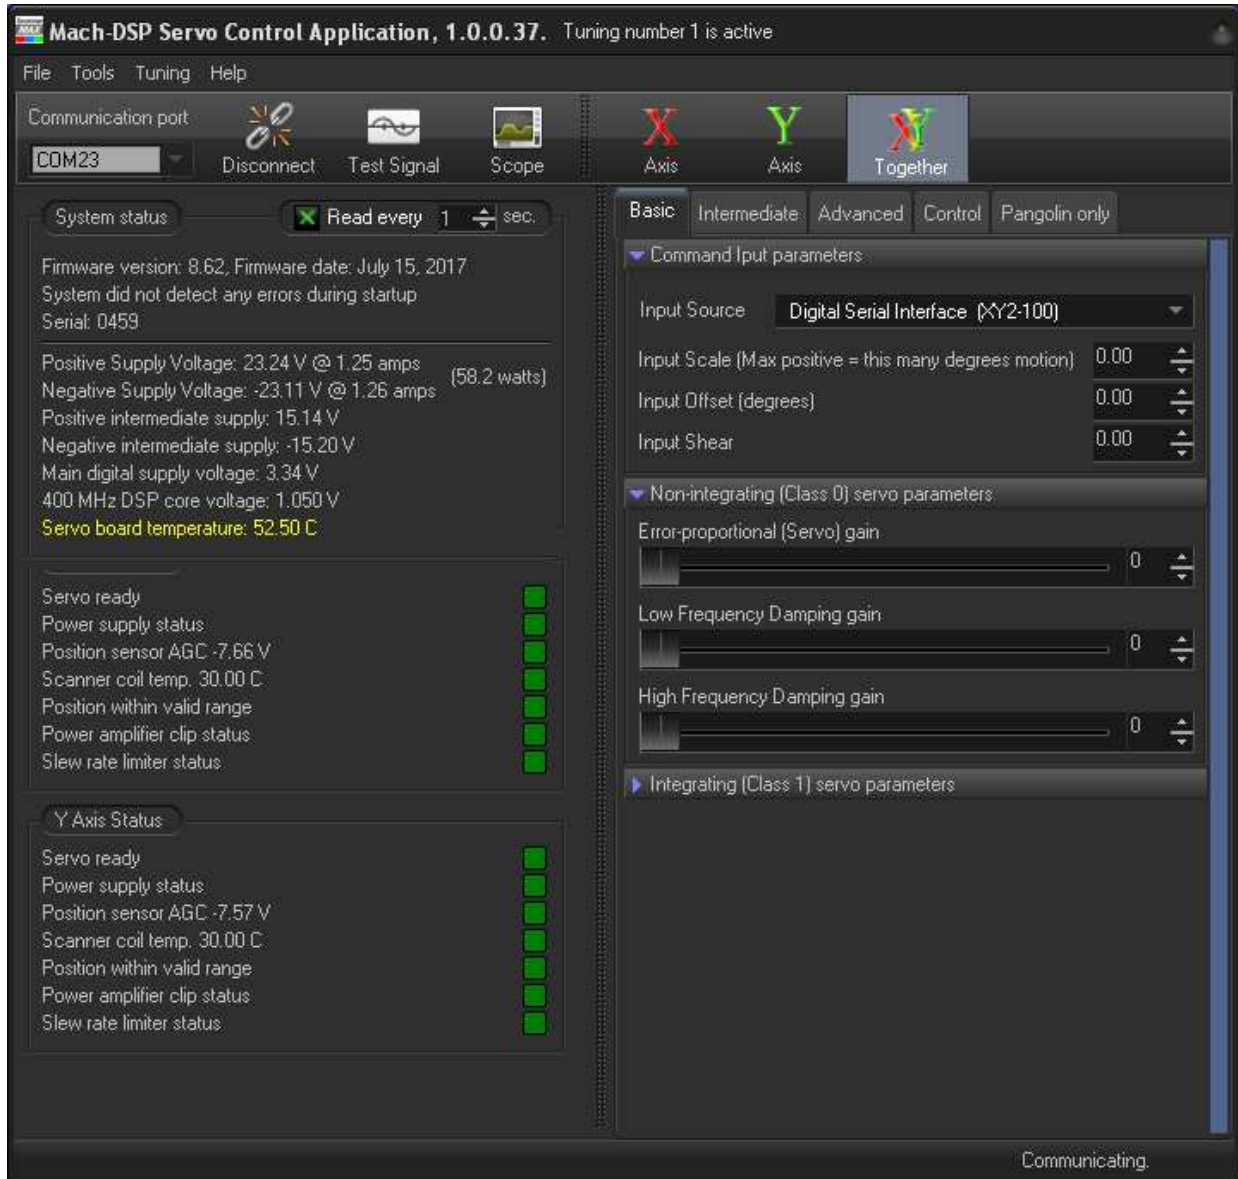 Mach-DSP Servo Control Application, 1.0.0.37. Tuning number 1 is active
File Tools Tuning Help
Communication port
COM23
Disconnect
Test Signal
Scope
Axis
Axis
Together
System status
Read every 1 sec.
Firmware version: 8.62, Firmware date: July 15, 2017
System did not detect any errors during startup
Serial: 0459
Positive Supply Voltage: 23.24 V @ 1.25 amps
(58.2 watts)
Negative Supply Voltage: -23.11 V @ 1.26 amps
Positive intermediate supply: 15.14 V
Negative intermediate supply: -15.20 V
Main digital supply voltage: 3.34 V
400 MHz DSP core voltage: 1.050 V
Servo board temperature: 52.50 C
Servo ready
Power supply status
Position sensor AGC -7.66 V
Scanner coil temp. 30.00 C
Position within valid range
Power amplifier clip status
Slew rate limiter status
Y Axis Status
Servo ready
Power supply status
Position sensor AGC -7.57 V
Scanner coil temp. 30.00 C
Position within valid range
Power amplifier clip status
Slew rate limiter status
Basic Intermediate Advanced Control Pangolin only
Command Iput parameters
Input Source Digital Serial Interface (XY2-100)
Input Scale (Max positive = this many degrees motion) 0.00
Input Offset (degrees) 0.00
Input Shear 0.00
Non-integrating (Class 0) servo parameters
Error-proportional (Servo) gain
0
Low Frequency Damping gain
0
High Frequency Damping gain
0
Integrating (Class 1) servo parameters
Communicating.